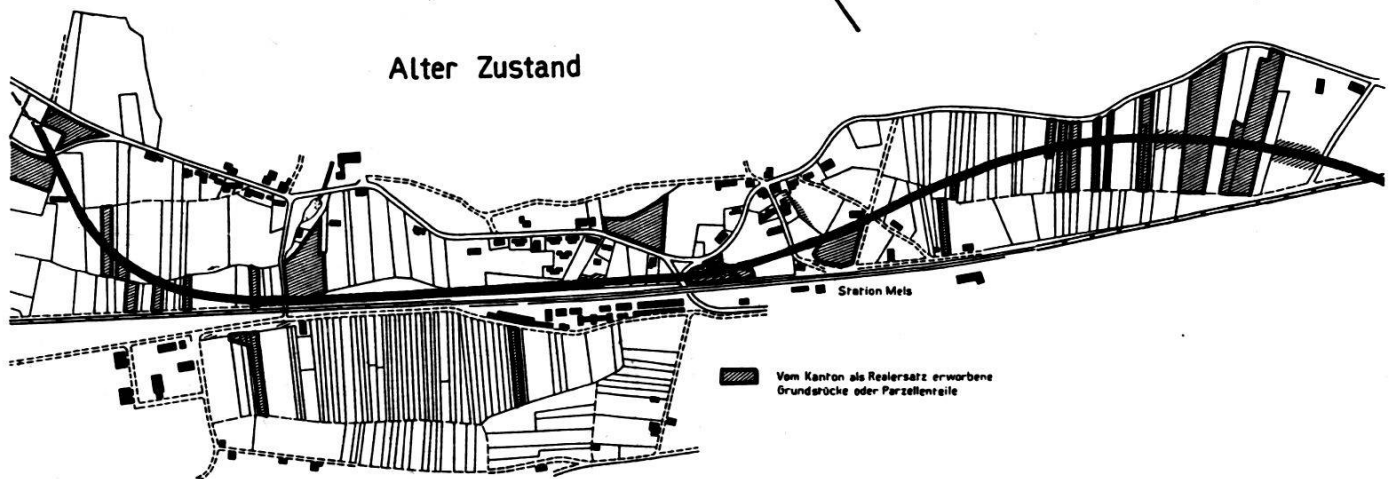 Alter Zustand
Station Mels
Vom Kanton als Realersatz erworbene
Grundstücke oder Parzellenteile